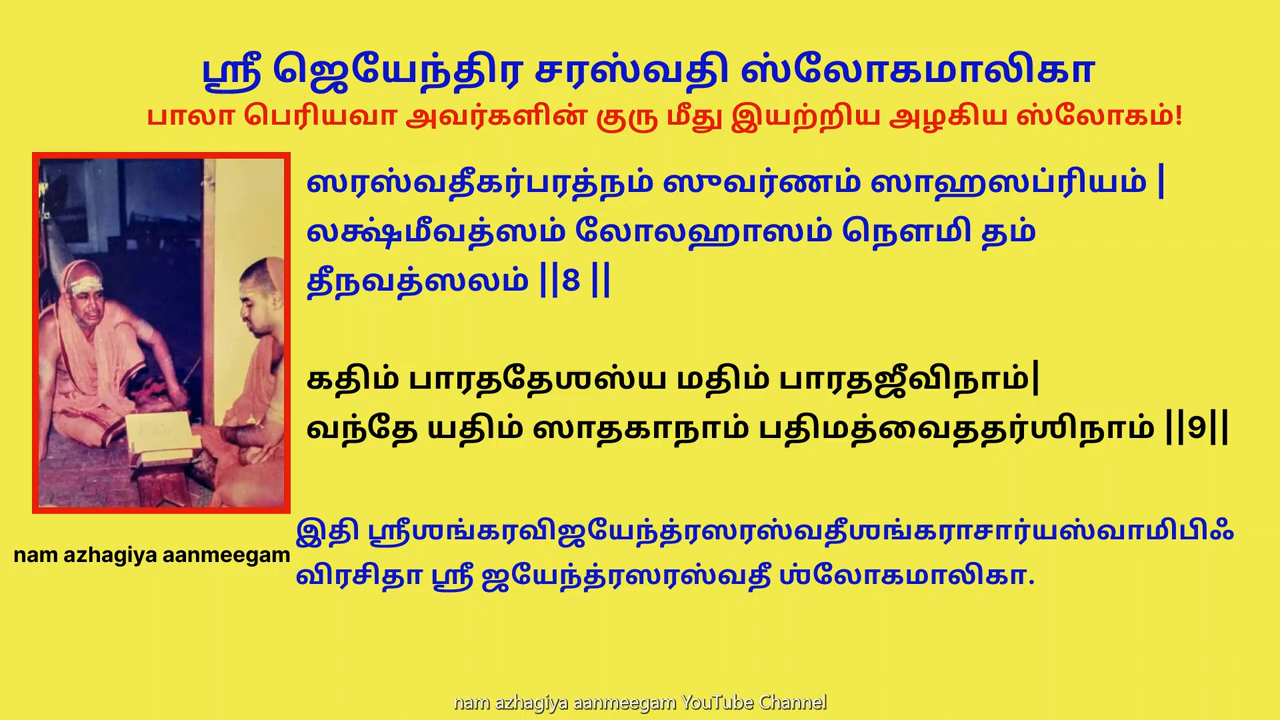 ஸ்ரீ ஜெயேந்திர சரஸ்வதி ஸ்லோகமாலிகா
பாலா பெரியவா அவர்களின் குரு மீது இயற்றிய அழகிய ஸ்லோகம்!
ஸரஸ்வதீகர்பரத்நம் ஸுவர்ணம் ஸாஹஸப்ரியம் |
லக்ஷ்மீவத்ஸம் லோலஹாஸம் நௌமி தம்
தீநவத்ஸலம் ||8 ||
கதிம் பாரததேஶஸ்ய மதிம் பாரதஜீவிநாம்|
வந்தே யதிம் ஸாதகாநாம் பதிமத்வைததர்ஶிநாம் ||9||
இதி ஸ்ரீஶங்கரவிஜயேந்த்ரஸரஸ்வதீஶங்கராசார்யஸ்வாமிபிஃ
விரசிதா ஸ்ரீ ஜயேந்த்ரஸரஸ்வதீ ஶ்லோகமாலிகா.
nam azhagiya aanmeegam
nam azhagiya aanmeegam YouTube Channel